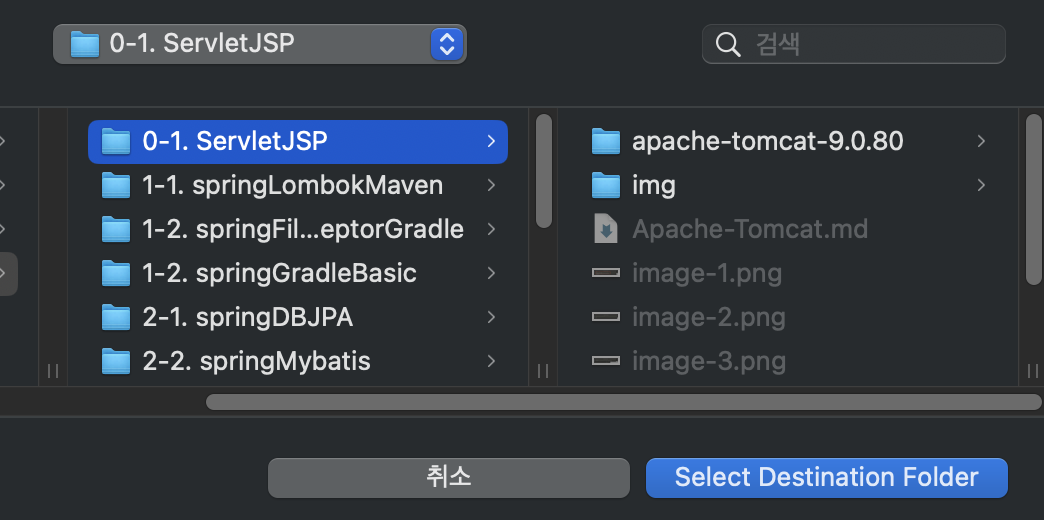 0-1. ServletJSP
검색
0-1. ServletJSP
1-1. springLombokMaven
1-2. springFil...eptorGradle
1-2. springGradleBasic
2-1. springDBJPA
2-2. springMybatis
apache-tomcat-9.0.80
img
Apache-Tomcat.md
image-1.png
image-2.png
image-3.png
취소
Select Destination Folder